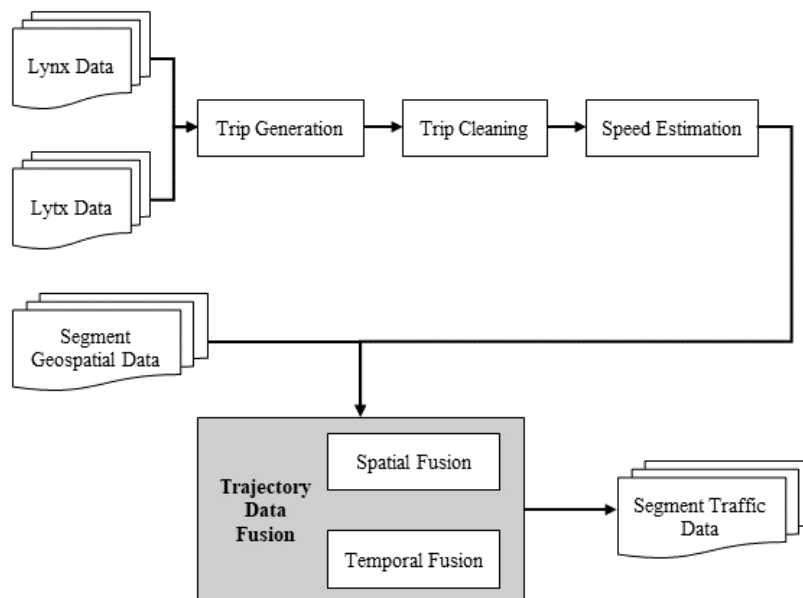 Lynx Data
Trip Generation
Trip Cleaning
Speed Estimation
Lytx Data
Segment
Geospatial Data
Trajectory
Data
Fusion
Spatial Fusion
Temporal Fusion
Segment Traffic
Data